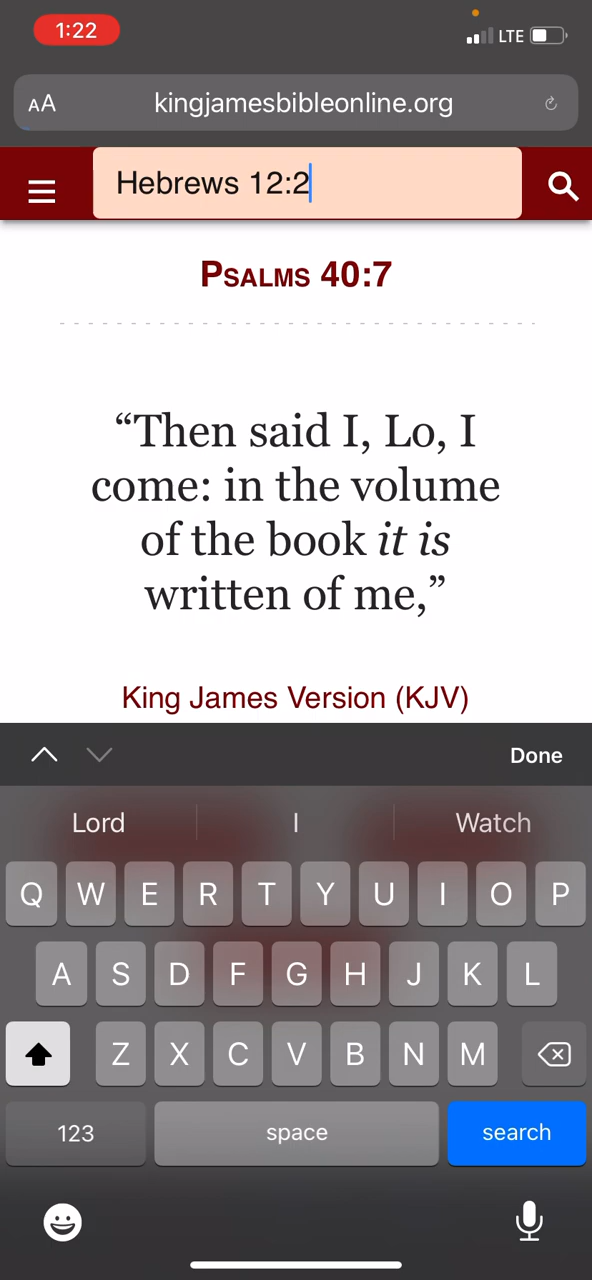 1:22
LTE
AA
kingjamesbibleonline.org
Hebrews 12:2
Psalms 40:7
“Then said I, Lo, I
come: in the volume
of the book it is
written of me,”
King James Version (KJV)
Done
Lord I Watch
Q W E R T Y U I O P
A S D F G H J K L
Z X C V B N M
123 space search